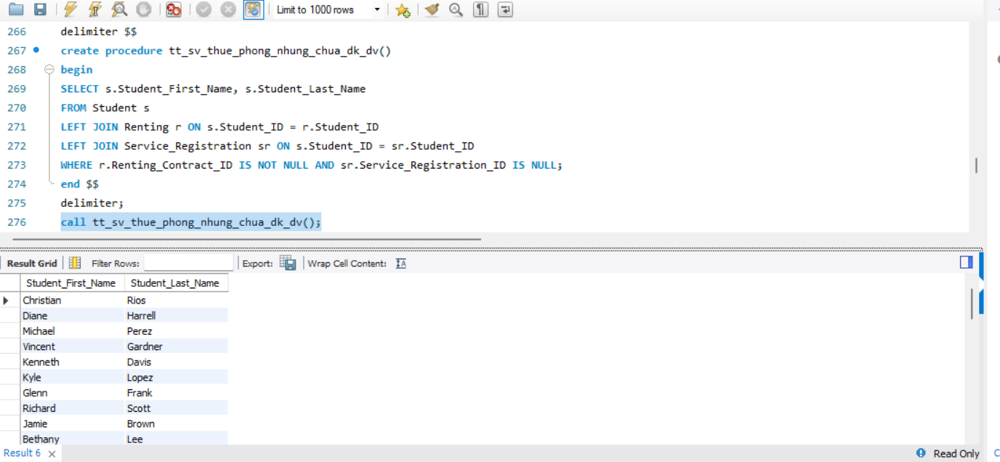 Limit to 1000 rows
266 delimiter $$
267 create procedure tt_sv_thue_phong_nhung_chua_dk_dv()
268 begin
269 SELECT s.Student_First_Name, s.Student_Last_Name
270 FROM Student s
271 LEFT JOIN Renting r ON s.Student_ID = r.Student_ID
272 LEFT JOIN Service_Registration sr ON s.Student_ID = sr.Student_ID
273 WHERE r.Renting_Contract_ID IS NOT NULL AND sr.Service_Registration_ID IS NULL;
274 end $$
275 delimiter;
276 call tt_sv_thue_phong_nhung_chua_dk_dv();
Result Grid Filter Rows: Export: Wrap Cell Content: IA
Student_First_Name Student_Last_Name
Christian Rios
Diane Harrell
Michael Perez
Vincent Gardner
Kenneth Davis
Kyle Lopez
Glenn Frank
Richard Scott
Jamie Brown
Bethany Lee
Result 6 Read Only